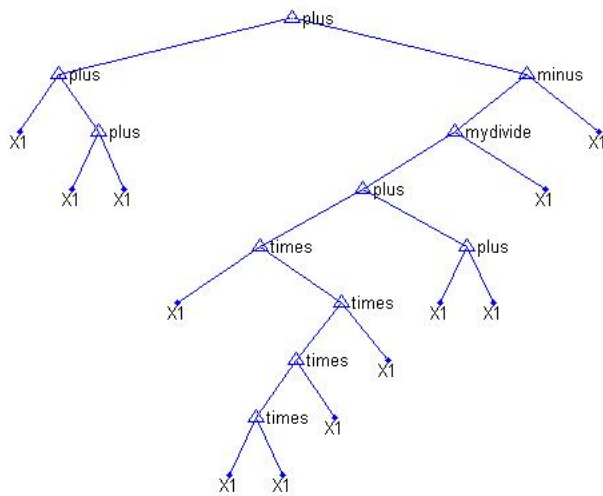 plus
plus minus
X1 plus mydivide X1
X1 X1 plus X1
times plus
X1 times X1 X1
times X1
times X1
X1 X1